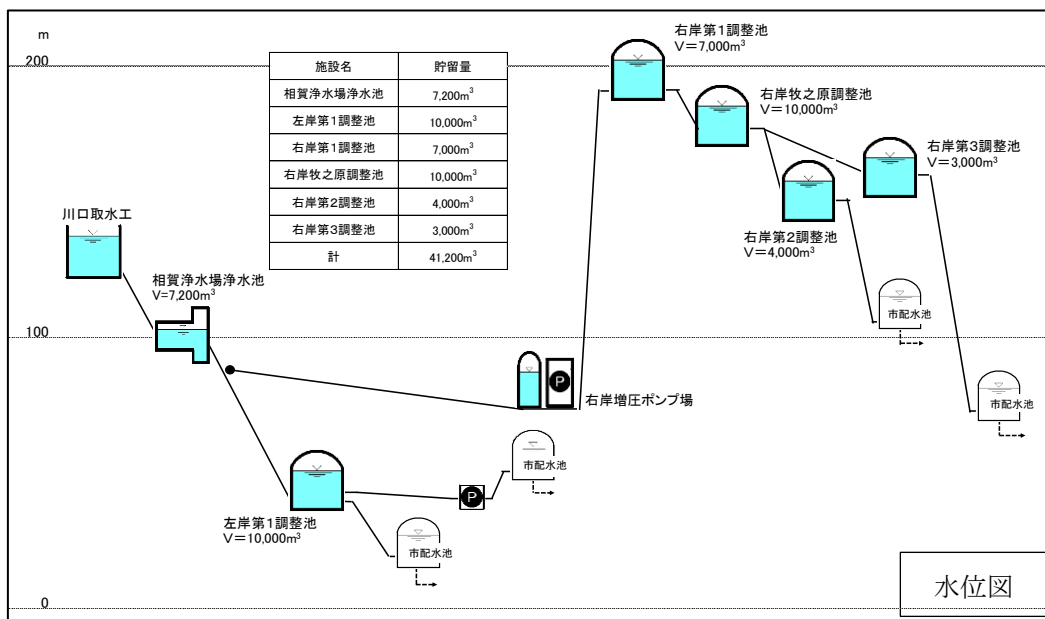 m
200
100
0
施設名 貯留量
相賀浄水場浄水池 7,200m³
左岸第1調整池 10,000m³
右岸第1調整池 7,000m³
右岸牧之原調整池 10,000m³
右岸第2調整池 4,000m³
右岸第3調整池 3,000m³
計 41,200m³
川口取水工
相賀浄水場浄水池
V=7,200m³
左岸第1調整池
V=10,000m³
市配水池
P
市配水池
P
右岸増圧ポンプ場
右岸第1調整池
V=7,000m³
右岸牧之原調整池
V=10,000m³
右岸第2調整池
V=4,000m³
市配水池
右岸第3調整池
V=3,000m³
市配水池
水位図